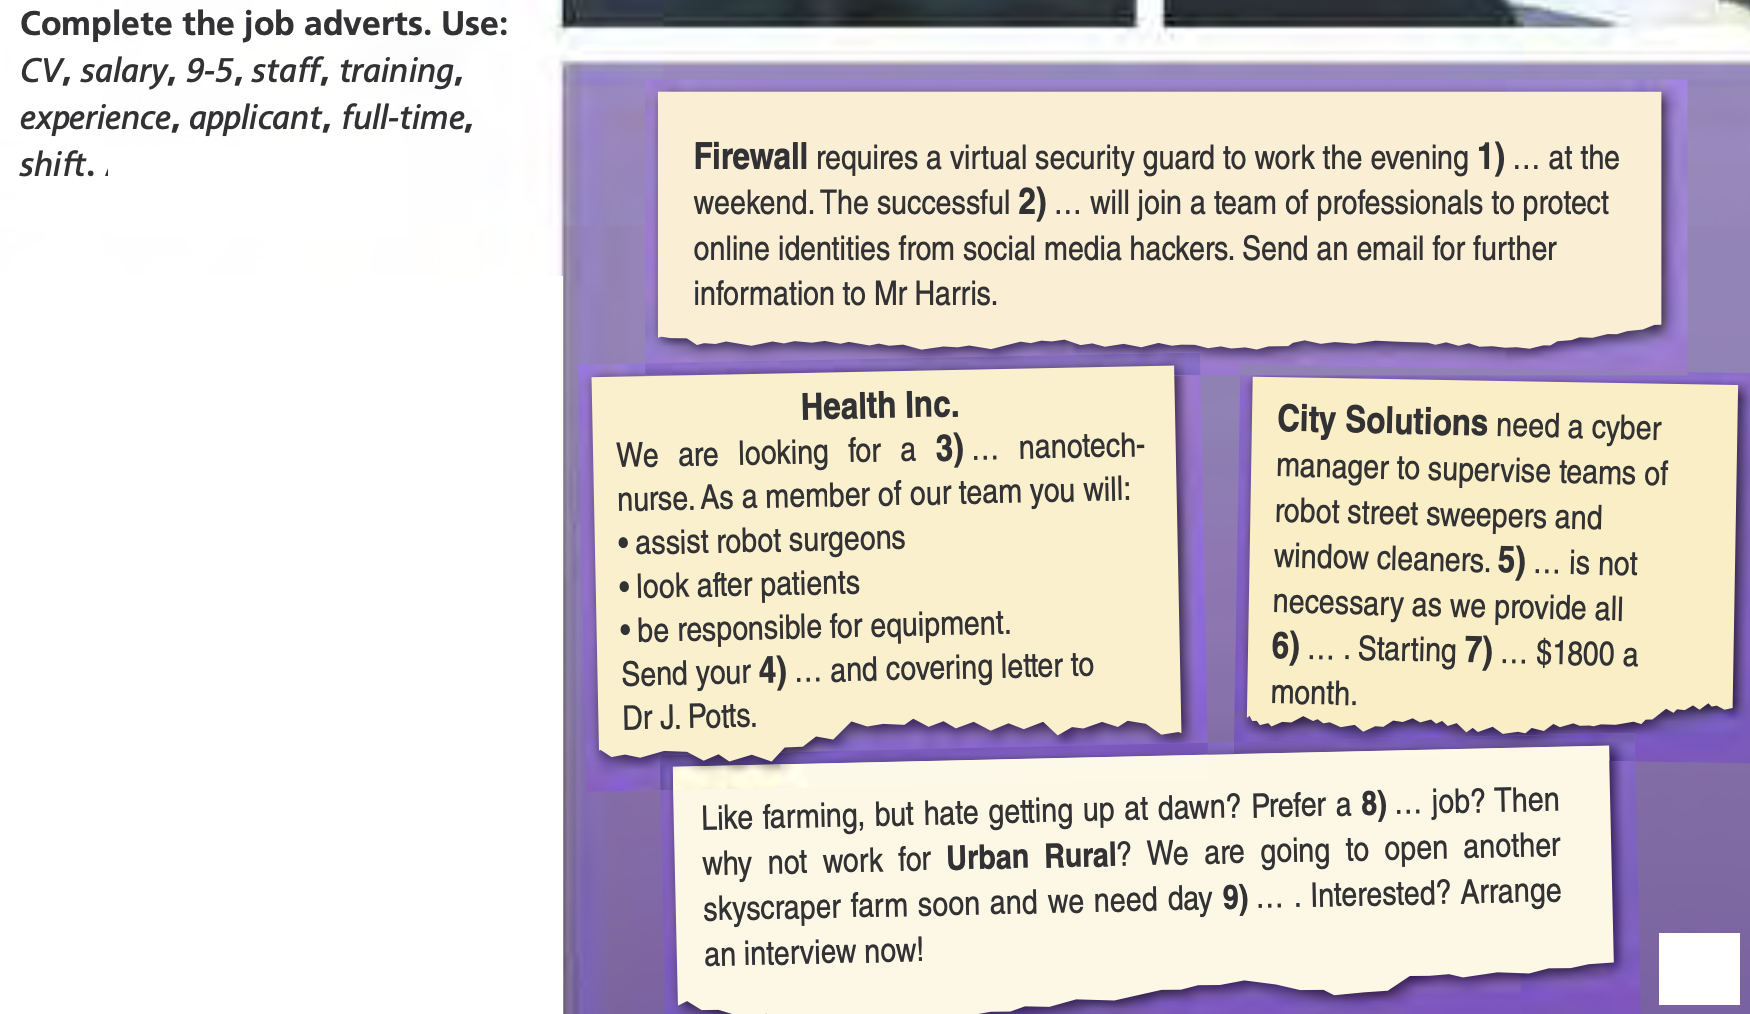 Complete the job adverts. Use:
CV, salary, 9-5, staff, training,
experience, applicant, full-time,
shift.
Firewall requires a virtual security guard to work the evening 1) … at the
weekend. The successful 2) … will join a team of professionals to protect
online identities from social media hackers. Send an email for further
information to Mr Harris.
Health Inc.
We are looking for a 3) … nanotech-
nurse. As a member of our team you will:
• assist robot surgeons
• look after patients
• be responsible for equipment.
Send your 4) … and covering letter to
Dr J. Potts.
City Solutions need a cyber
manager to supervise teams of
robot street sweepers and
window cleaners. 5) … is not
necessary as we provide all
6) … . Starting 7) … $1800 a
month.
Like farming, but hate getting up at dawn? Prefer a 8) … job? Then
why not work for Urban Rural? We are going to open another
skyscraper farm soon and we need day 9) … . Interested? Arrange
an interview now!